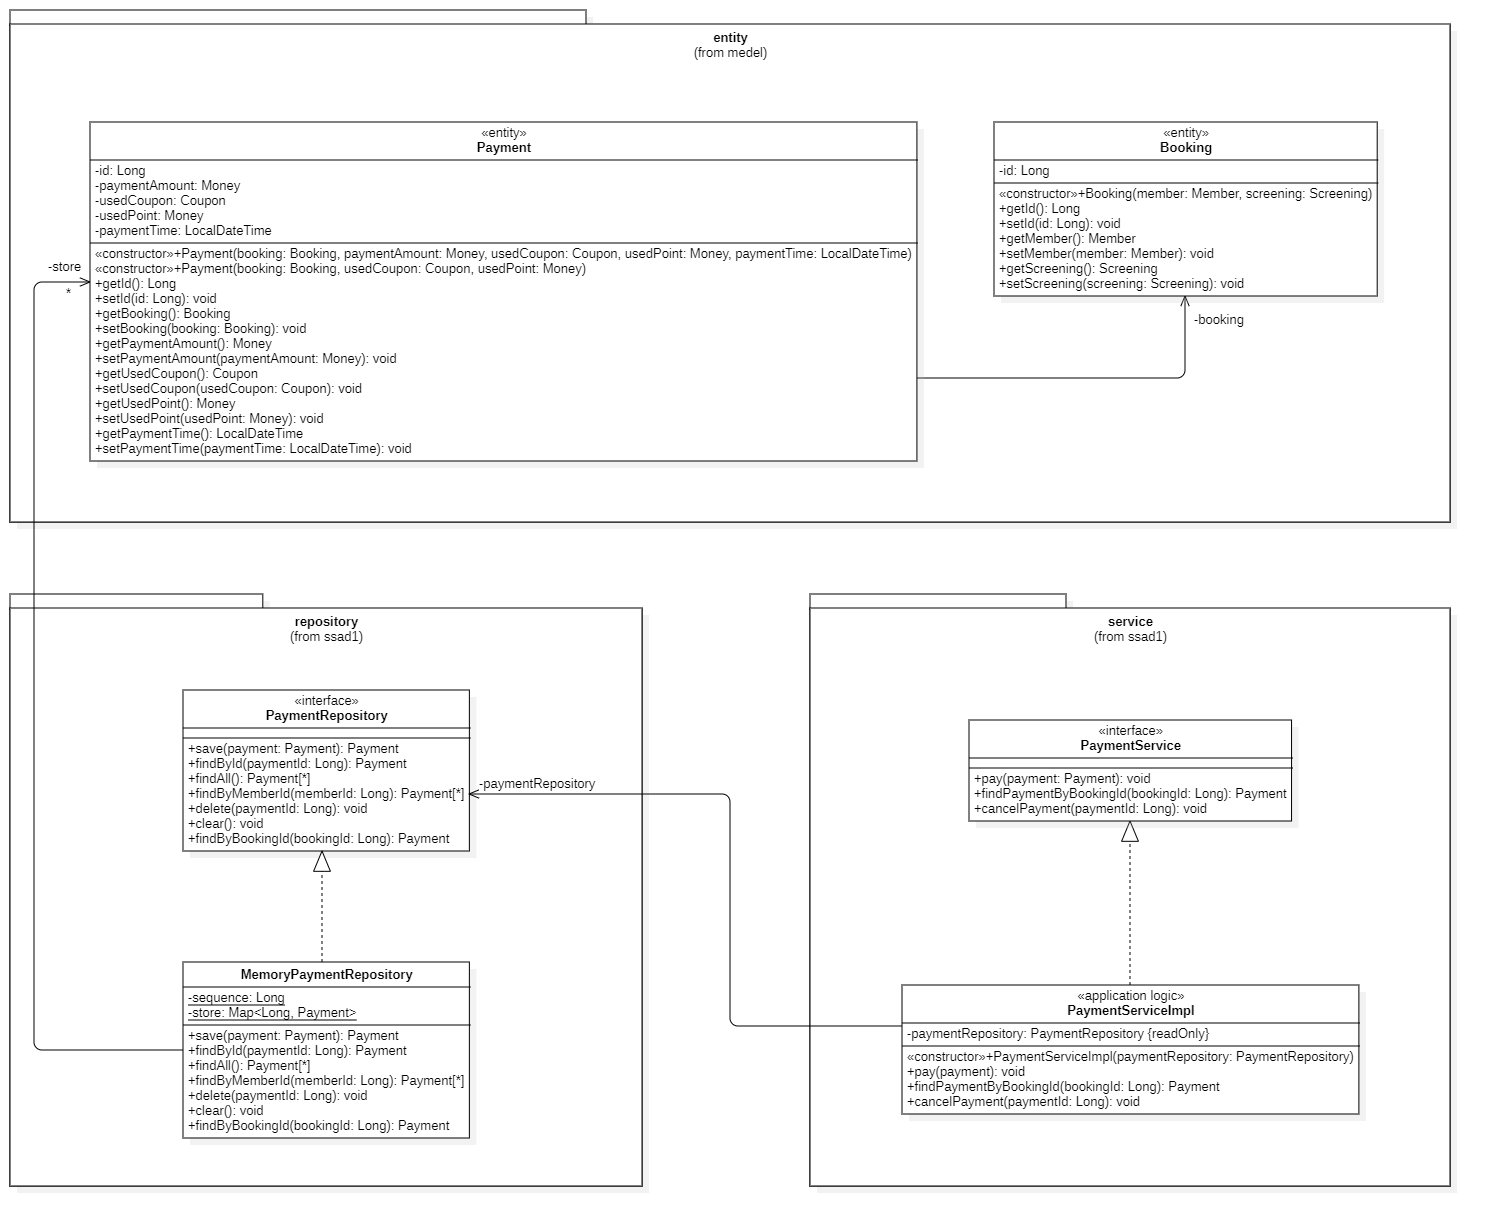 entity
(from medel)
«entity»
Payment
-id: Long
-paymentAmount: Money
-usedCoupon: Coupon
-usedPoint: Money
-paymentTime: LocalDateTime
«constructor»+Payment(booking: Booking, paymentAmount: Money, usedCoupon: Coupon, usedPoint: Money, paymentTime: LocalDateTime)
«constructor»+Payment(booking: Booking, usedCoupon: Coupon, usedPoint: Money)
+getId(): Long
+setId(id: Long): void
+getBooking(): Booking
+setBooking(booking: Booking): void
+getPaymentAmount(): Money
+setPaymentAmount(paymentAmount: Money): void
+getUsedCoupon(): Coupon
+setUsedCoupon(usedCoupon: Coupon): void
+getUsedPoint(): Money
+setUsedPoint(usedPoint: Money): void
+getPaymentTime(): LocalDateTime
+setPaymentTime(paymentTime: LocalDateTime): void
«entity»
Booking
-id: Long
«constructor»+Booking(member: Member, screening: Screening)
+getId(): Long
+setId(id: Long): void
+getMember(): Member
+setMember(member: Member): void
+getScreening(): Screening
+setScreening(screening: Screening): void
-booking
-store
*
repository
(from ssad1)
«interface»
PaymentRepository
+save(payment: Payment): Payment
+findById(paymentId: Long): Payment
+findAll(): Payment[*]
+findByMemberId(memberId: Long): Payment[*]
+delete(paymentId: Long): void
+clear(): void
+findByBookingId(bookingId: Long): Payment
-paymentRepository
MemoryPaymentRepository
-sequence: Long
-store: Map<Long, Payment>
+save(payment: Payment): Payment
+findById(paymentId: Long): Payment
+findAll(): Payment[*]
+findByMemberId(memberId: Long): Payment[*]
+delete(paymentId: Long): void
+clear(): void
+findByBookingId(bookingId: Long): Payment
service
(from ssad1)
«interface»
PaymentService
+pay(payment: Payment): void
+findPaymentByBookingId(bookingId: Long): Payment
+cancelPayment(paymentId: Long): void
«application logic»
PaymentServiceImpl
-paymentRepository: PaymentRepository {readOnly}
«constructor»+PaymentServiceImpl(paymentRepository: PaymentRepository)
+pay(payment): void
+findPaymentByBookingId(bookingId: Long): Payment
+cancelPayment(paymentId: Long): void